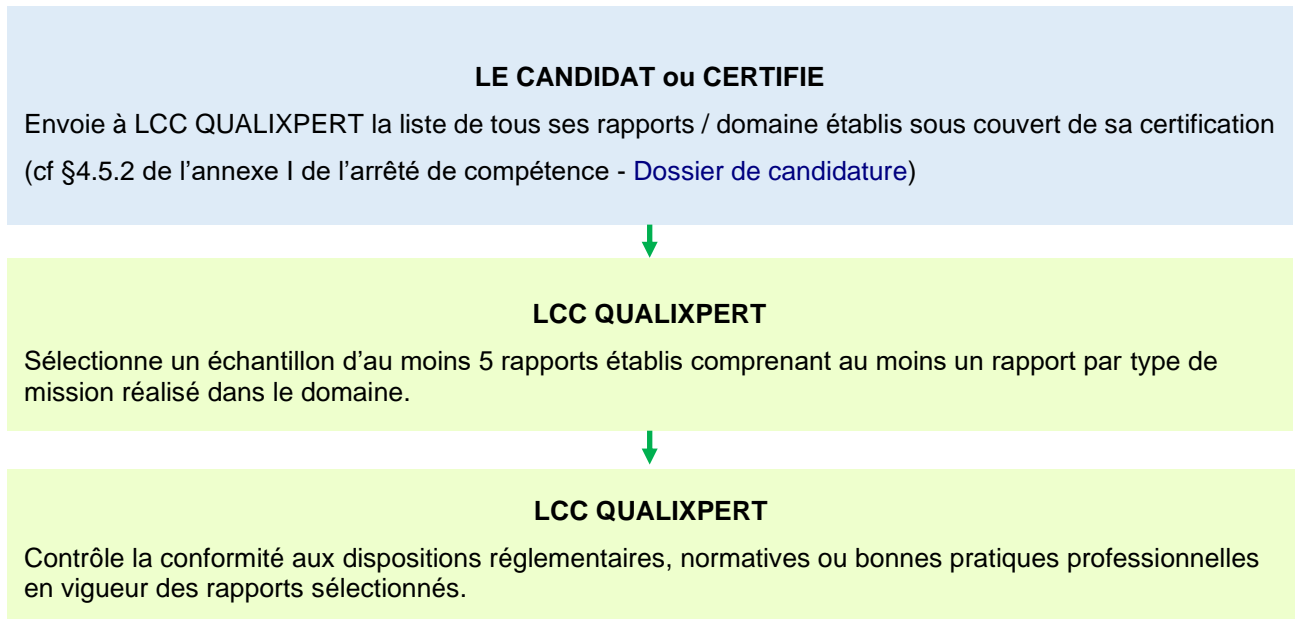 LE CANDIDAT ou CERTIFIE
Envoie à LCC QUALIXPERT la liste de tous ses rapports / domaine établis sous couvert de sa certification
(cf §4.5.2 de l'annexe I de l'arrêté de compétence - Dossier de candidature)
LCC QUALIXPERT
Sélectionne un échantillon d'au moins 5 rapports établis comprenant au moins un rapport par type de
mission réalisé dans le domaine.
LCC QUALIXPERT
Contrôle la conformité aux dispositions réglementaires, normatives ou bonnes pratiques professionnelles
en vigueur des rapports sélectionnés.